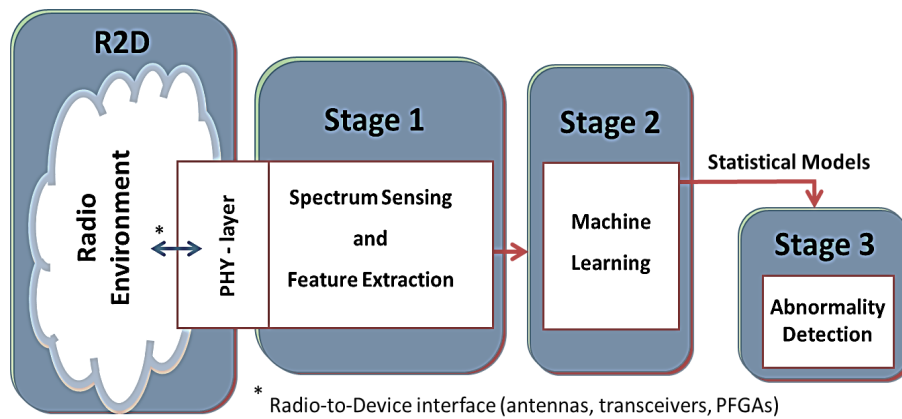 R2D
Radio
Environment
*
PHY - layer
Stage 1
Spectrum Sensing
and
Feature Extraction
Stage 2
Machine
Learning
Statistical Models
Stage 3
Abnormality
Detection
* Radio-to-Device interface (antennas, transceivers, PFGAs)